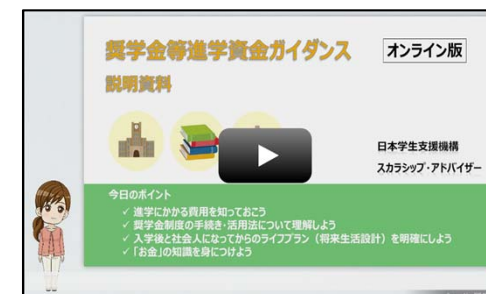 奨学金等進学資金ガイダンス
オンライン版
説明資料
日本学生支援機構
スカラシップ・アドバイザー
今日のポイント
✓ 進学にかかる費用を知っておこう
✓ 奨学金制度の手続き・活用法について理解しよう
✓ 入学後と社会人になってからのライフプラン（将来生活設計）を明確にしよう
✓ 「お金」の知識を身につけよう